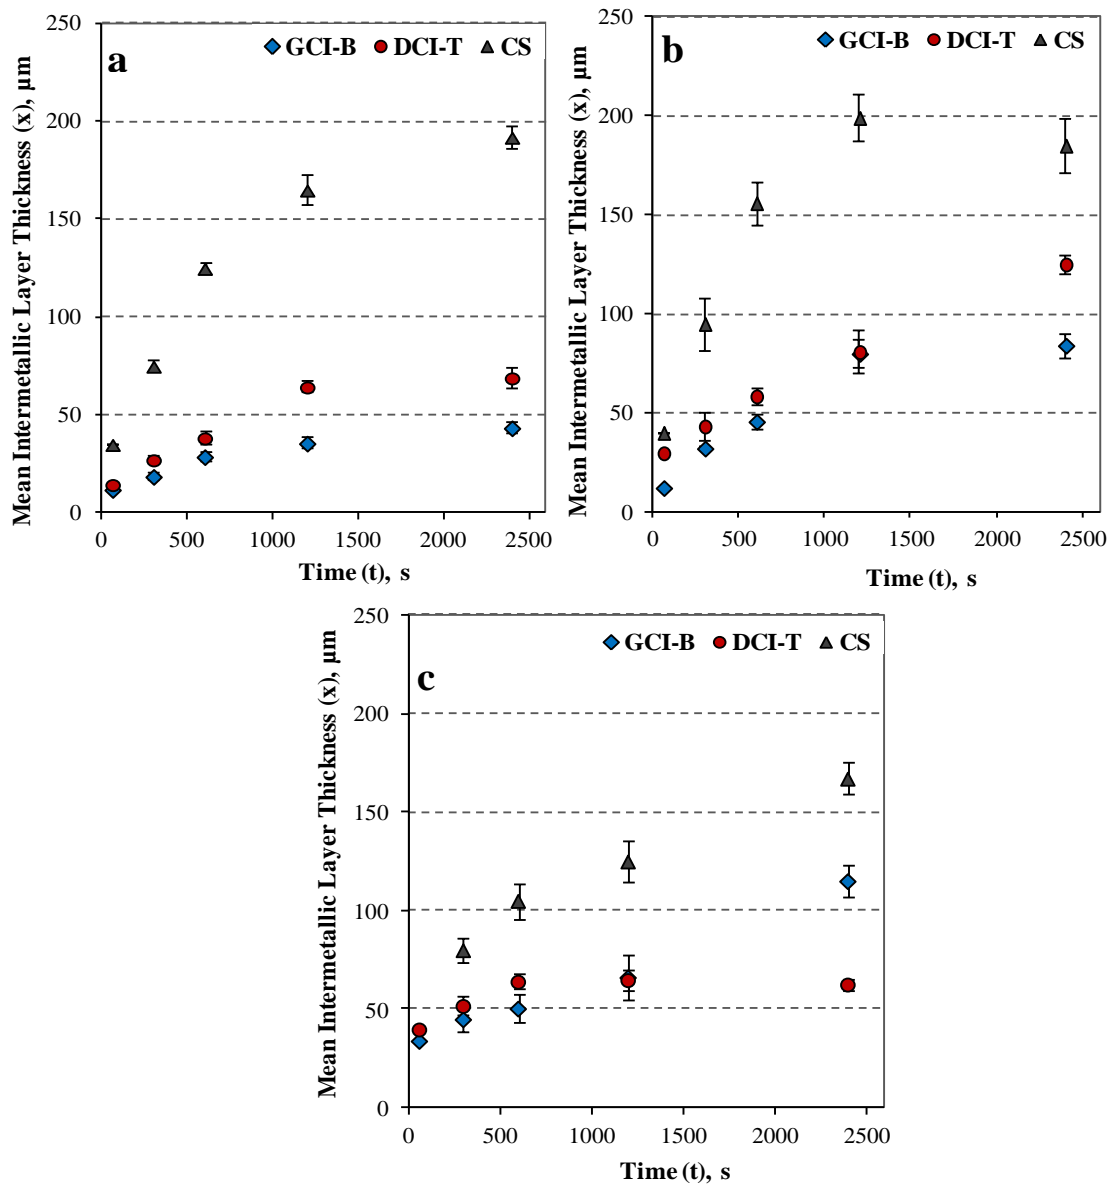 GCI-B DCI-T CS
a
Mean Intermetallic Layer Thickness (x), µm
250
200
150
100
50
0
0 500 1000 1500 2000 2500
Time (t), s
GCI-B DCI-T CS
b
Mean Intermetallic Layer Thickness (x), µm
250
200
150
100
50
0
0 500 1000 1500 2000 2500
Time (t), s
GCI-B DCI-T CS
c
Mean Intermetallic Layer Thickness (x), µm
250
200
150
100
50
0
0 500 1000 1500 2000 2500
Time (t), s